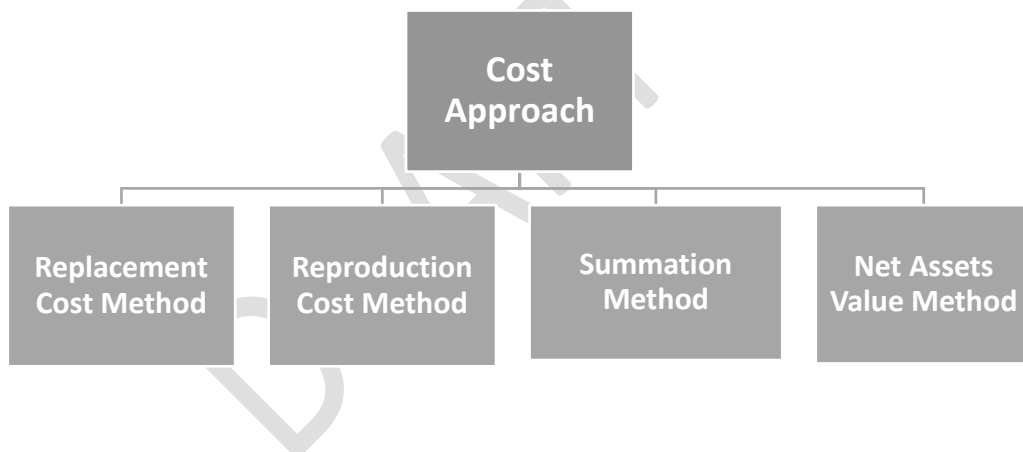 Cost
Approach
Replacement
Cost Method
Reproduction
Cost Method
Summation
Method
Net Assets
Value Method